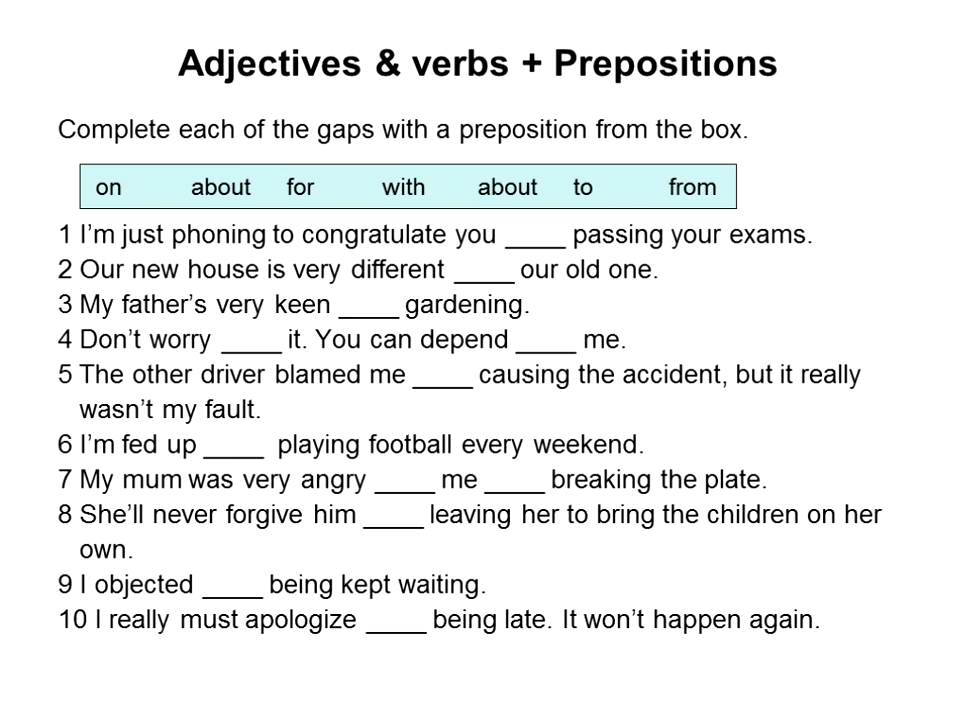 Adjectives & verbs + Prepositions
Complete each of the gaps with a preposition from the box.
on about for with about to from
1 I’m just phoning to congratulate you ____ passing your exams.
2 Our new house is very different ____ our old one.
3 My father’s very keen ____ gardening.
4 Don’t worry ____ it. You can depend ____ me.
5 The other driver blamed me ____ causing the accident, but it really
wasn’t my fault.
6 I’m fed up ____ playing football every weekend.
7 My mum was very angry ____ me ____ breaking the plate.
8 She’ll never forgive him ____ leaving her to bring the children on her
own.
9 I objected ____ being kept waiting.
10 I really must apologize ____ being late. It won’t happen again.